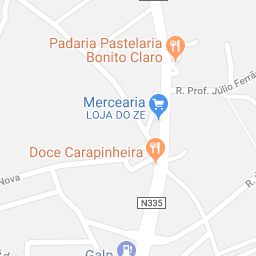 Padaria Pastelaria
Bonito Claro
R. Prof. Júlio Ferrã
Mercearia
LOJA DO ZE
Doce Carapinheira
Nova
R.
N335
Galp